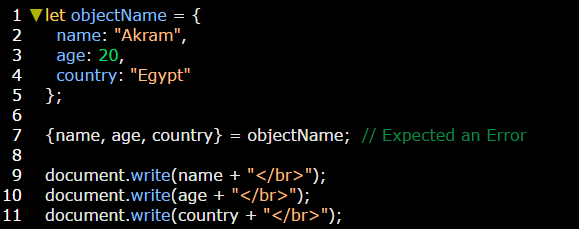 1 let objectName = {
2 name: "Akram",
3 age: 20,
4 country: "Egypt"
5 };
6
7 {name, age, country} = objectName; // Expected an Error
8
9 document.write(name + "</br>");
10 document.write(age + "</br>");
11 document.write(country + "</br>");